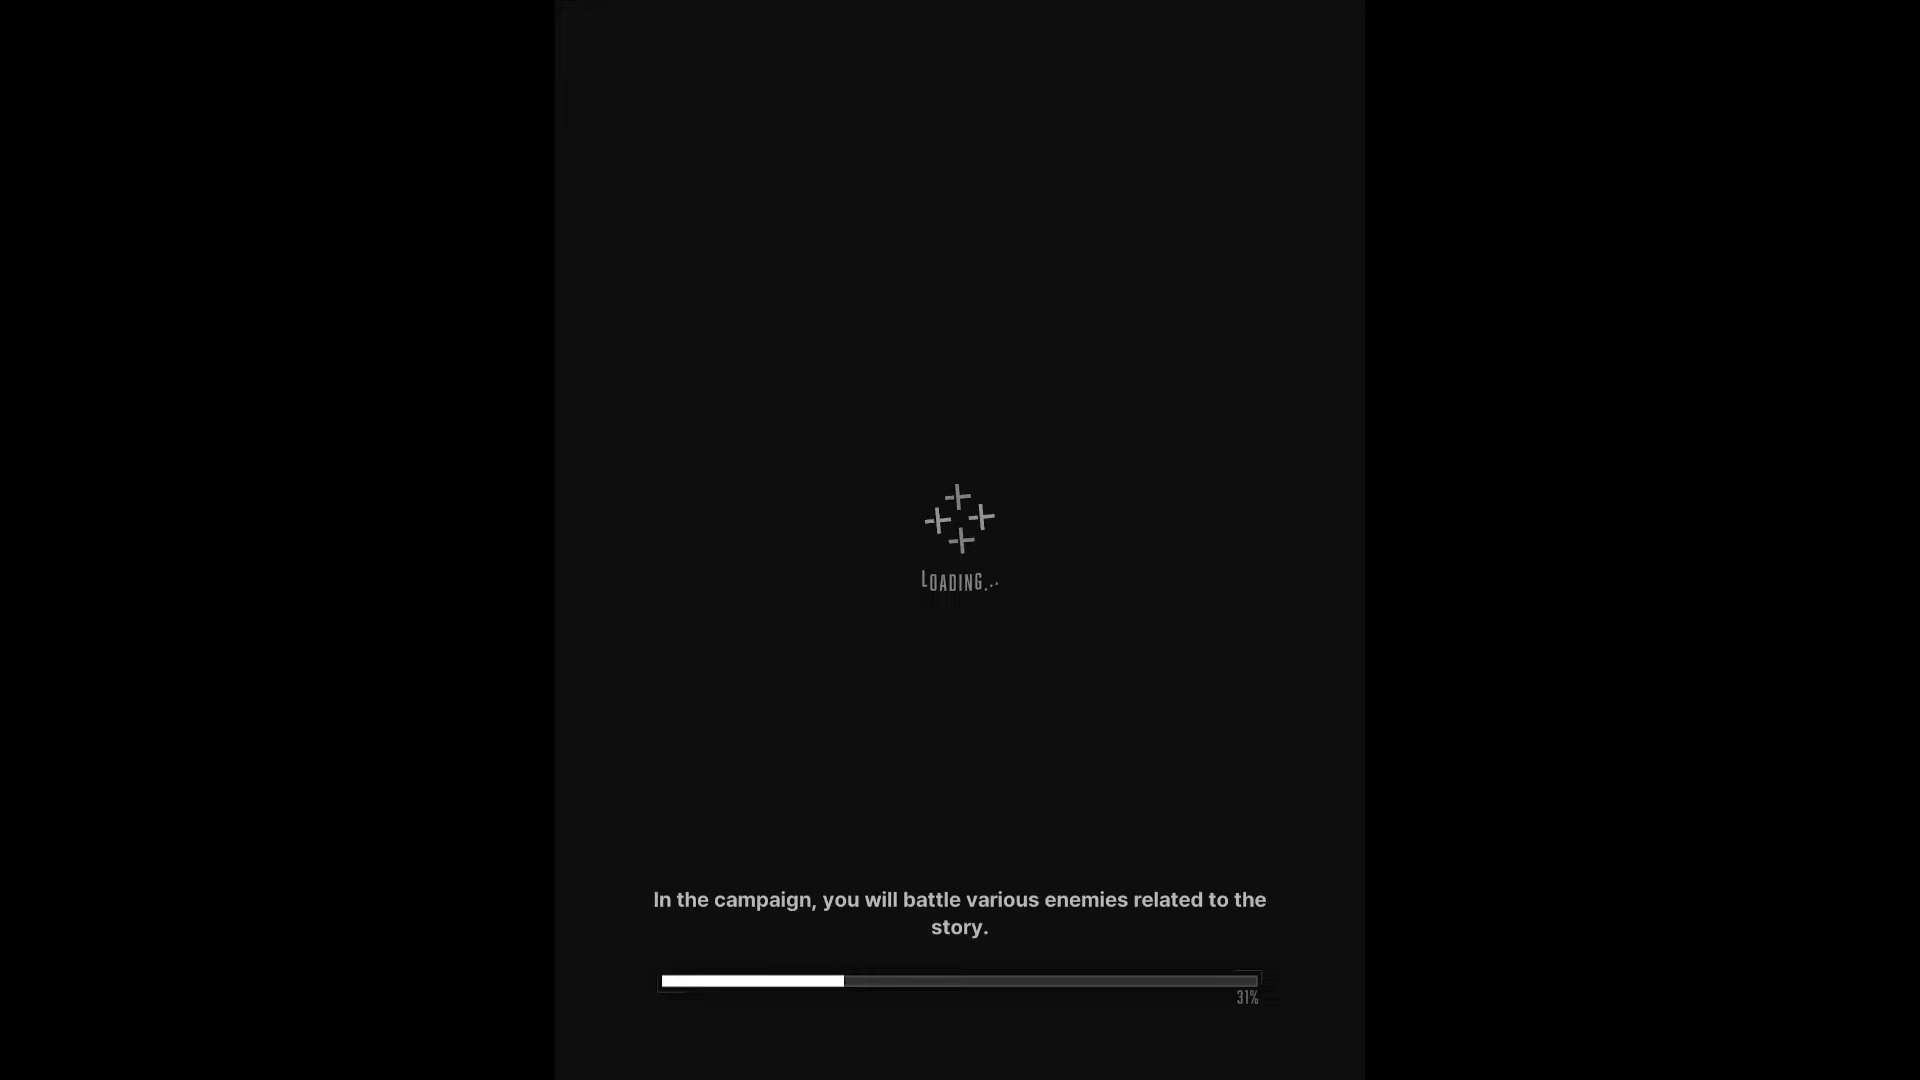 LOADING...
In the campaign, you will battle various enemies related to the
story.
31%